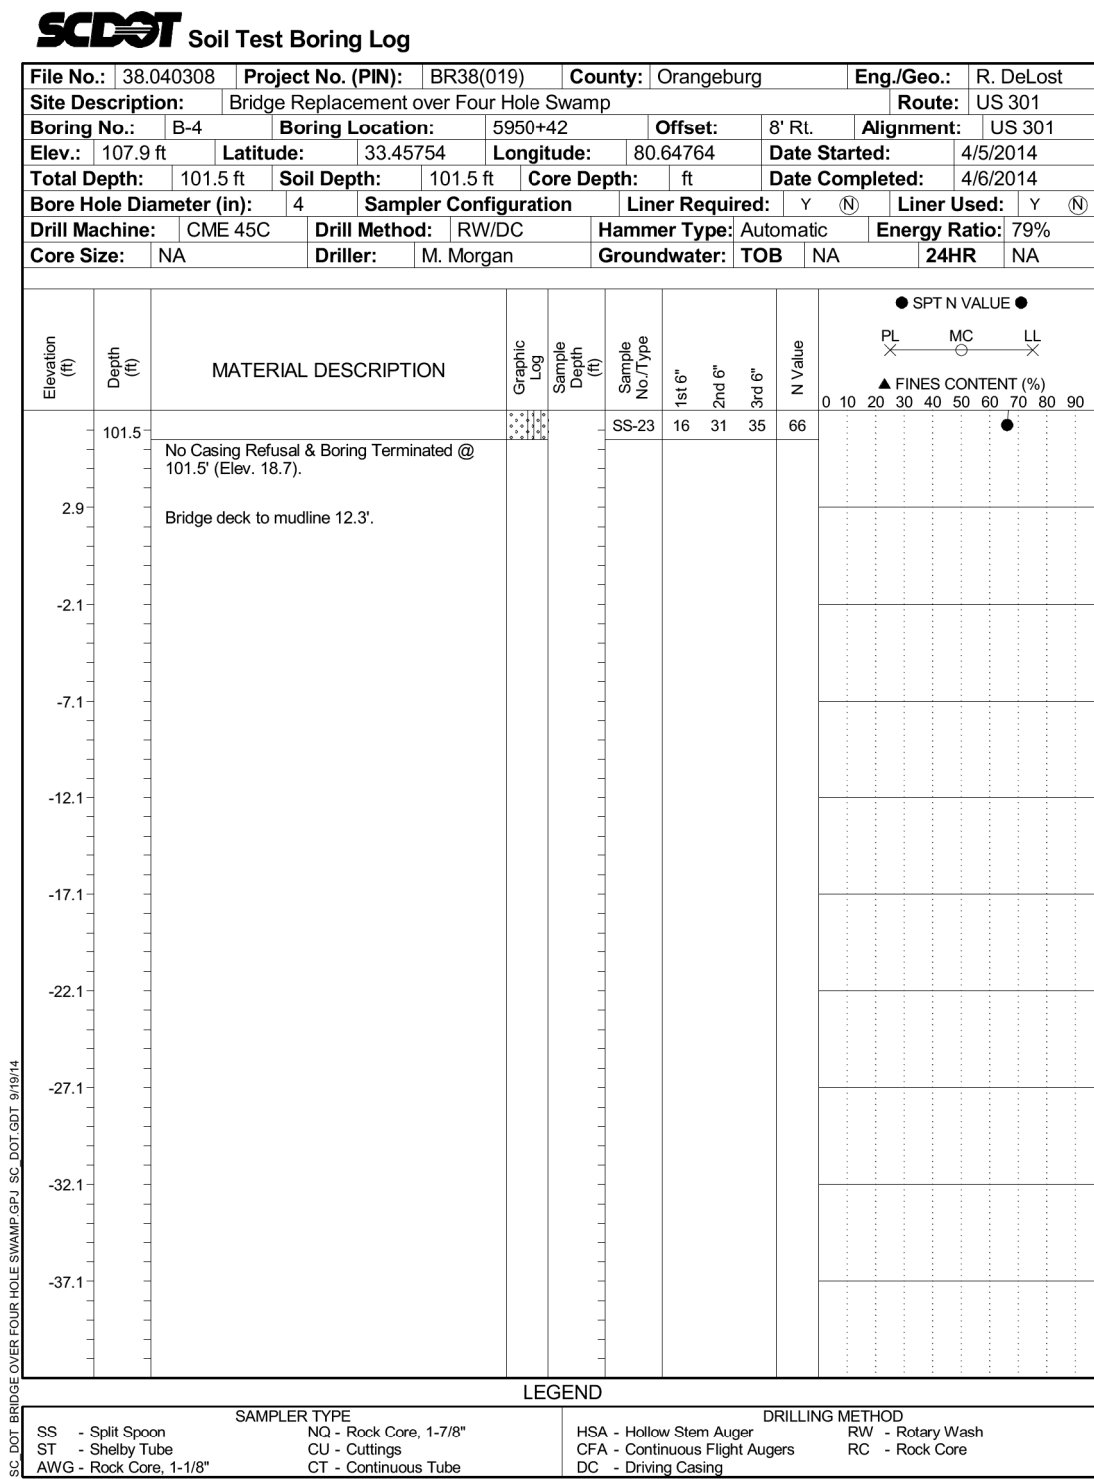 SCDOT Soil Test Boring Log
File No.: 38.040308 Project No. (PIN): BR38(019) County: Orangeburg Eng./Geo.: R. DeLost
Site Description: Bridge Replacement over Four Hole Swamp Route: US 301
Boring No.: B-4 Boring Location: 5950+42 Offset: 8' Rt. Alignment: US 301
Elev.: 107.9 ft Latitude: 33.45754 Longitude: 80.64764 Date Started: 4/5/2014
Total Depth: 101.5 ft Soil Depth: 101.5 ft Core Depth: ft Date Completed: 4/6/2014
Bore Hole Diameter (in): 4 Sampler Configuration Liner Required: Y N Liner Used: Y N
Drill Machine: CME 45C Drill Method: RW/DC Hammer Type: Automatic Energy Ratio: 79%
Core Size: NA Driller: M. Morgan Groundwater: TOB NA 24HR NA
Elevation (ft)
Depth (ft)
MATERIAL DESCRIPTION
Graphic Log
Sample Depth (ft)
Sample No./Type
1st 6"
2nd 6"
3rd 6"
N Value
● SPT N VALUE ●
PL MC LL
▲ FINES CONTENT (%)
0 10 20 30 40 50 60 70 80 90
101.5 SS-23 16 31 35 66
No Casing Refusal & Boring Terminated @
101.5' (Elev. 18.7).
2.9
Bridge deck to mudline 12.3'.
-2.1
-7.1
-12.1
-17.1
-22.1
-27.1
-32.1
-37.1
SC_DOT BRIDGE OVER FOUR HOLE SWAMP.GPJ SC_DOT.GDT 9/19/14
LEGEND
SAMPLER TYPE DRILLING METHOD
SS - Split Spoon NQ - Rock Core, 1-7/8" HSA - Hollow Stem Auger RW - Rotary Wash
ST - Shelby Tube CU - Cuttings CFA - Continuous Flight Augers RC - Rock Core
AWG - Rock Core, 1-1/8" CT - Continuous Tube DC - Driving Casing